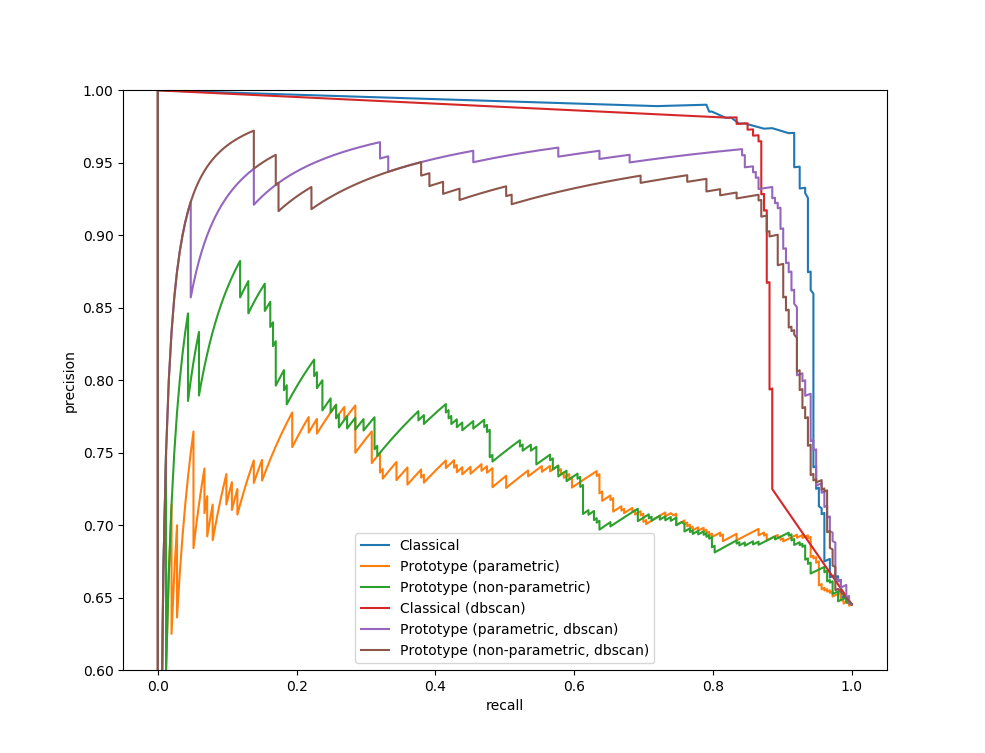 1.00
0.95
0.90
0.85
0.80
0.75
0.70
0.65
0.60
precision
Classical
Prototype (parametric)
Prototype (non-parametric)
Classical (dbscan)
Prototype (parametric, dbscan)
Prototype (non-parametric, dbscan)
0.0 0.2 0.4 0.6 0.8 1.0
recall